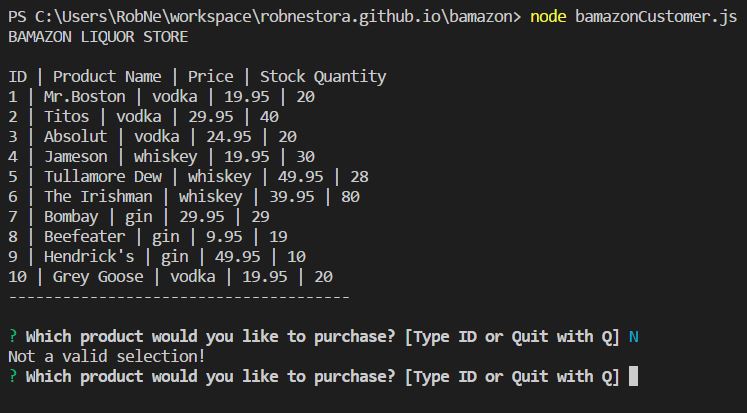 PS C:\Users\RobNe\workspace\robnestora.github.io\bamazon> node bamazonCustomer.js
BAMAZON LIQUOR STORE
ID | Product Name | Price | Stock Quantity
1 | Mr.Boston | vodka | 19.95 | 20
2 | Titos | vodka | 29.95 | 40
3 | Absolut | vodka | 24.95 | 20
4 | Jameson | whiskey | 19.95 | 30
5 | Tullamore Dew | whiskey | 49.95 | 28
6 | The Irishman | whiskey | 39.95 | 80
7 | Bombay | gin | 29.95 | 29
8 | Beefeater | gin | 9.95 | 19
9 | Hendrick's | gin | 49.95 | 10
10 | Grey Goose | vodka | 19.95 | 20
--------------------------------------
? Which product would you like to purchase? [Type ID or Quit with Q] N
Not a valid selection!
? Which product would you like to purchase? [Type ID or Quit with Q]